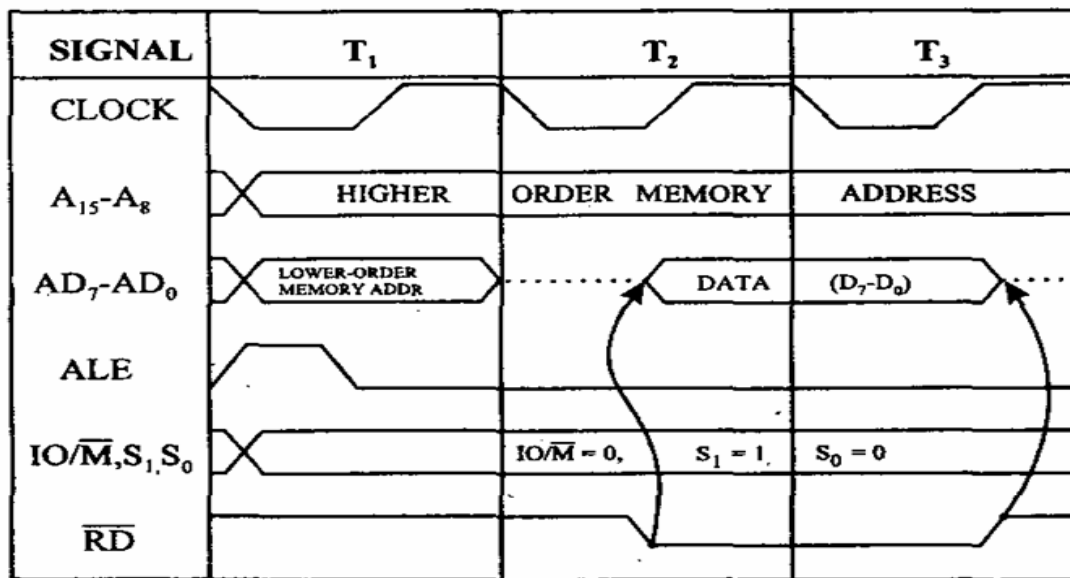 SIGNAL T₁ T₂ T₃
CLOCK
A₁₅-A₈ HIGHER ORDER MEMORY ADDRESS
AD₇-AD₀ LOWER-ORDER MEMORY ADDR DATA (D₇-D₀)
ALE
IO/M̅,S₁,S₀ IO/M̅ = 0, S₁ = 1 S₀ = 0
R̅D̅